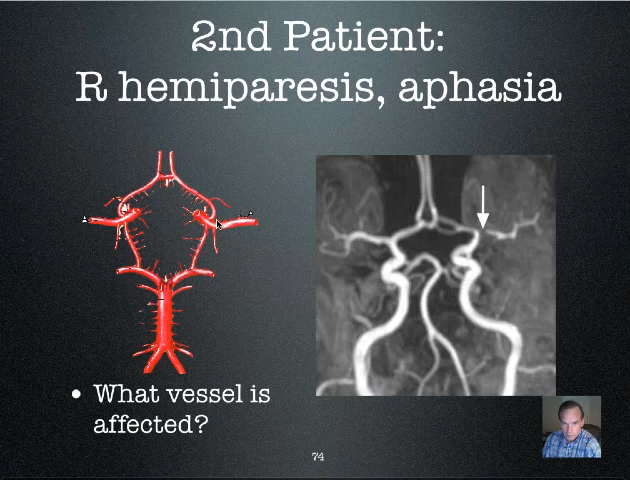 2nd Patient:
R hemiparesis, aphasia
• What vessel is
affected?
74